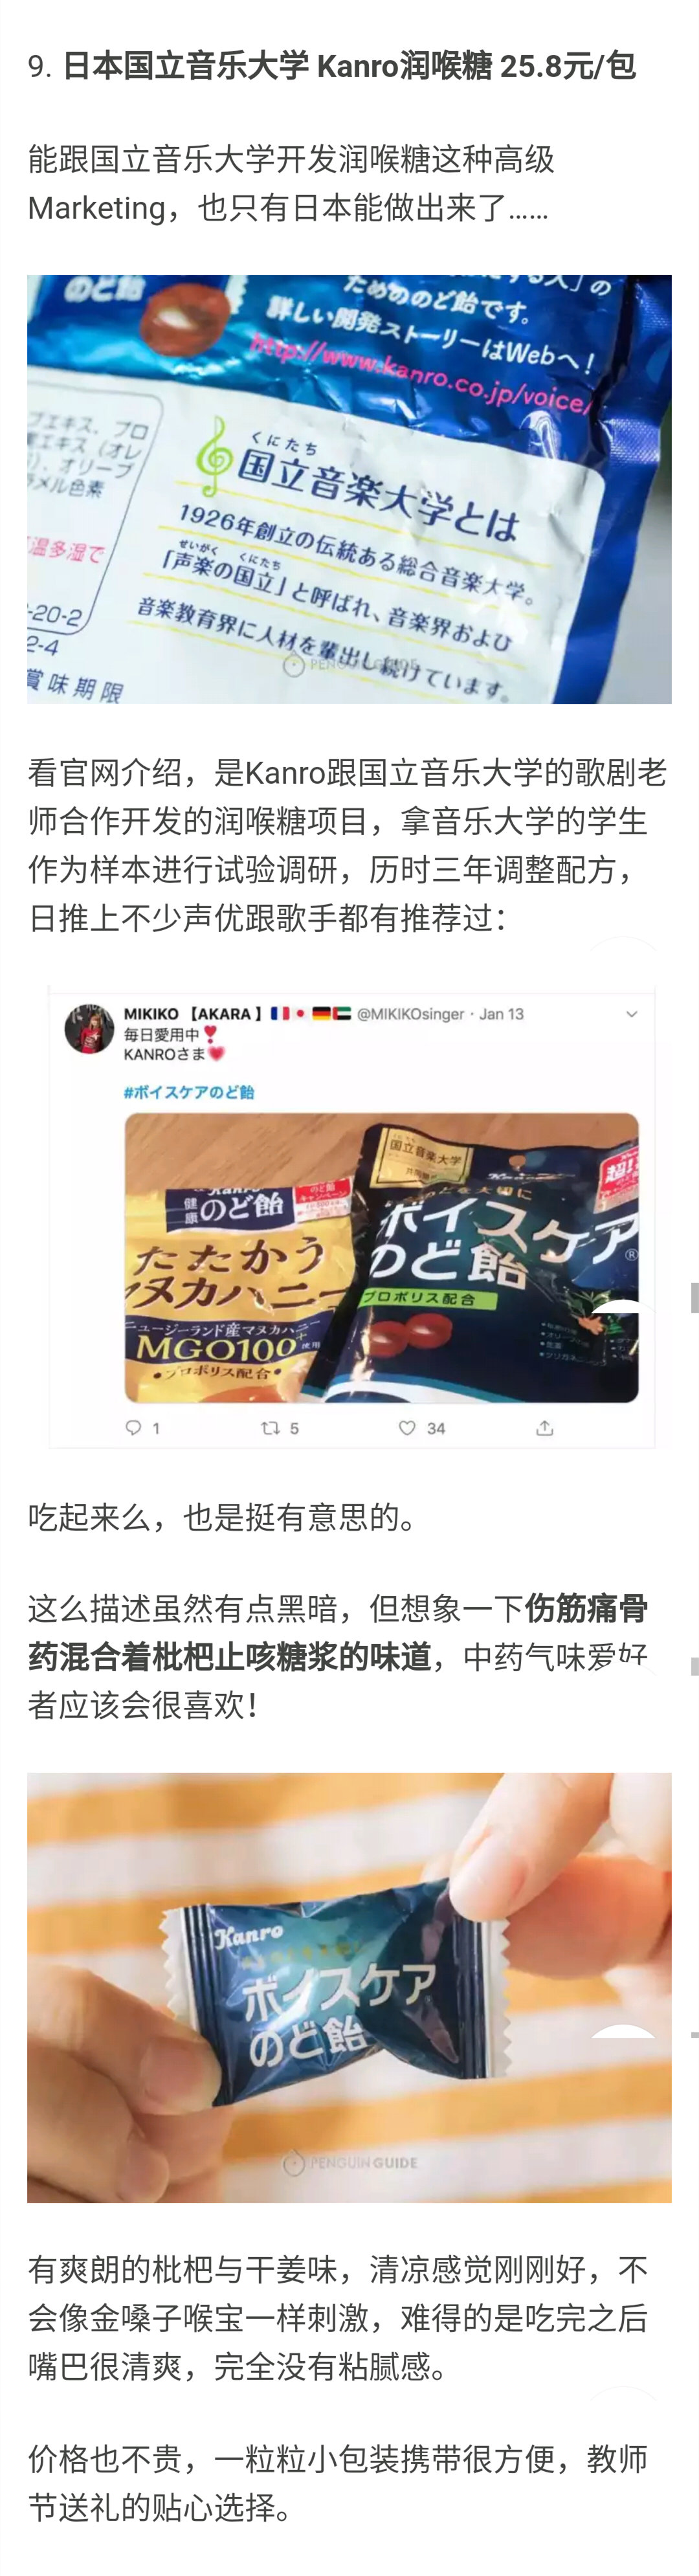 9. 日本国立音乐大学 Kanro润喉糖 25.8元/包
能跟国立音乐大学开发润喉糖这种高级
Marketing，也只有日本能做出来了……
のど飴
ためののど飴です。
詳しい開発ストーリーはWebへ！
http://www.kanro.co.jp/voice/
くにたち
国立音楽大学とは
1926年創立の伝統ある総合音楽大学。
せいがく くにたち
「声楽の国立」と呼ばれ、音楽界および
音楽教育界に人材を輩出し続けています。
プエキス、プロ
エキス（オレ
）、オリーブ
ラメル色素
温多湿で
-20-2
2-4
賞味期限
PENGUIN GUIDE
看官网介绍，是Kanro跟国立音乐大学的歌剧老
师合作开发的润喉糖项目，拿音乐大学的学生
作为样本进行试验调研，历时三年调整配方，
日推上不少声优跟歌手都有推荐过：
MIKIKO 【AKARA 】🇫🇷🇯🇵🇩🇪🇦🇪 @MIKIKOsinger · Jan 13
毎日愛用中❣️
KANROさま💗
#ボイスケアのど飴
Kanro
健康のど飴
のど飴
キャンペーン
たたかう
マヌカハニー
ニュージーランド産マヌカハニー
MGO100+使用
・プロポリス配合・
国立音楽大学
Kanro
のどを大切に
ボイスケア®
のど飴
プロポリス配合
超!
1 5 34
吃起来么，也是挺有意思的。
这么描述虽然有点黑暗，但想象一下伤筋痛骨
药混合着枇杷止咳糖浆的味道，中药气味爱好
者应该会很喜欢！
Kanro
ボイスケア
のど飴
PENGUIN GUIDE
有爽朗的枇杷与干姜味，清凉感觉刚刚好，不
会像金嗓子喉宝一样刺激，难得的是吃完之后
嘴巴很清爽，完全没有粘腻感。
价格也不贵，一粒粒小包装携带很方便，教师
节送礼的贴心选择。